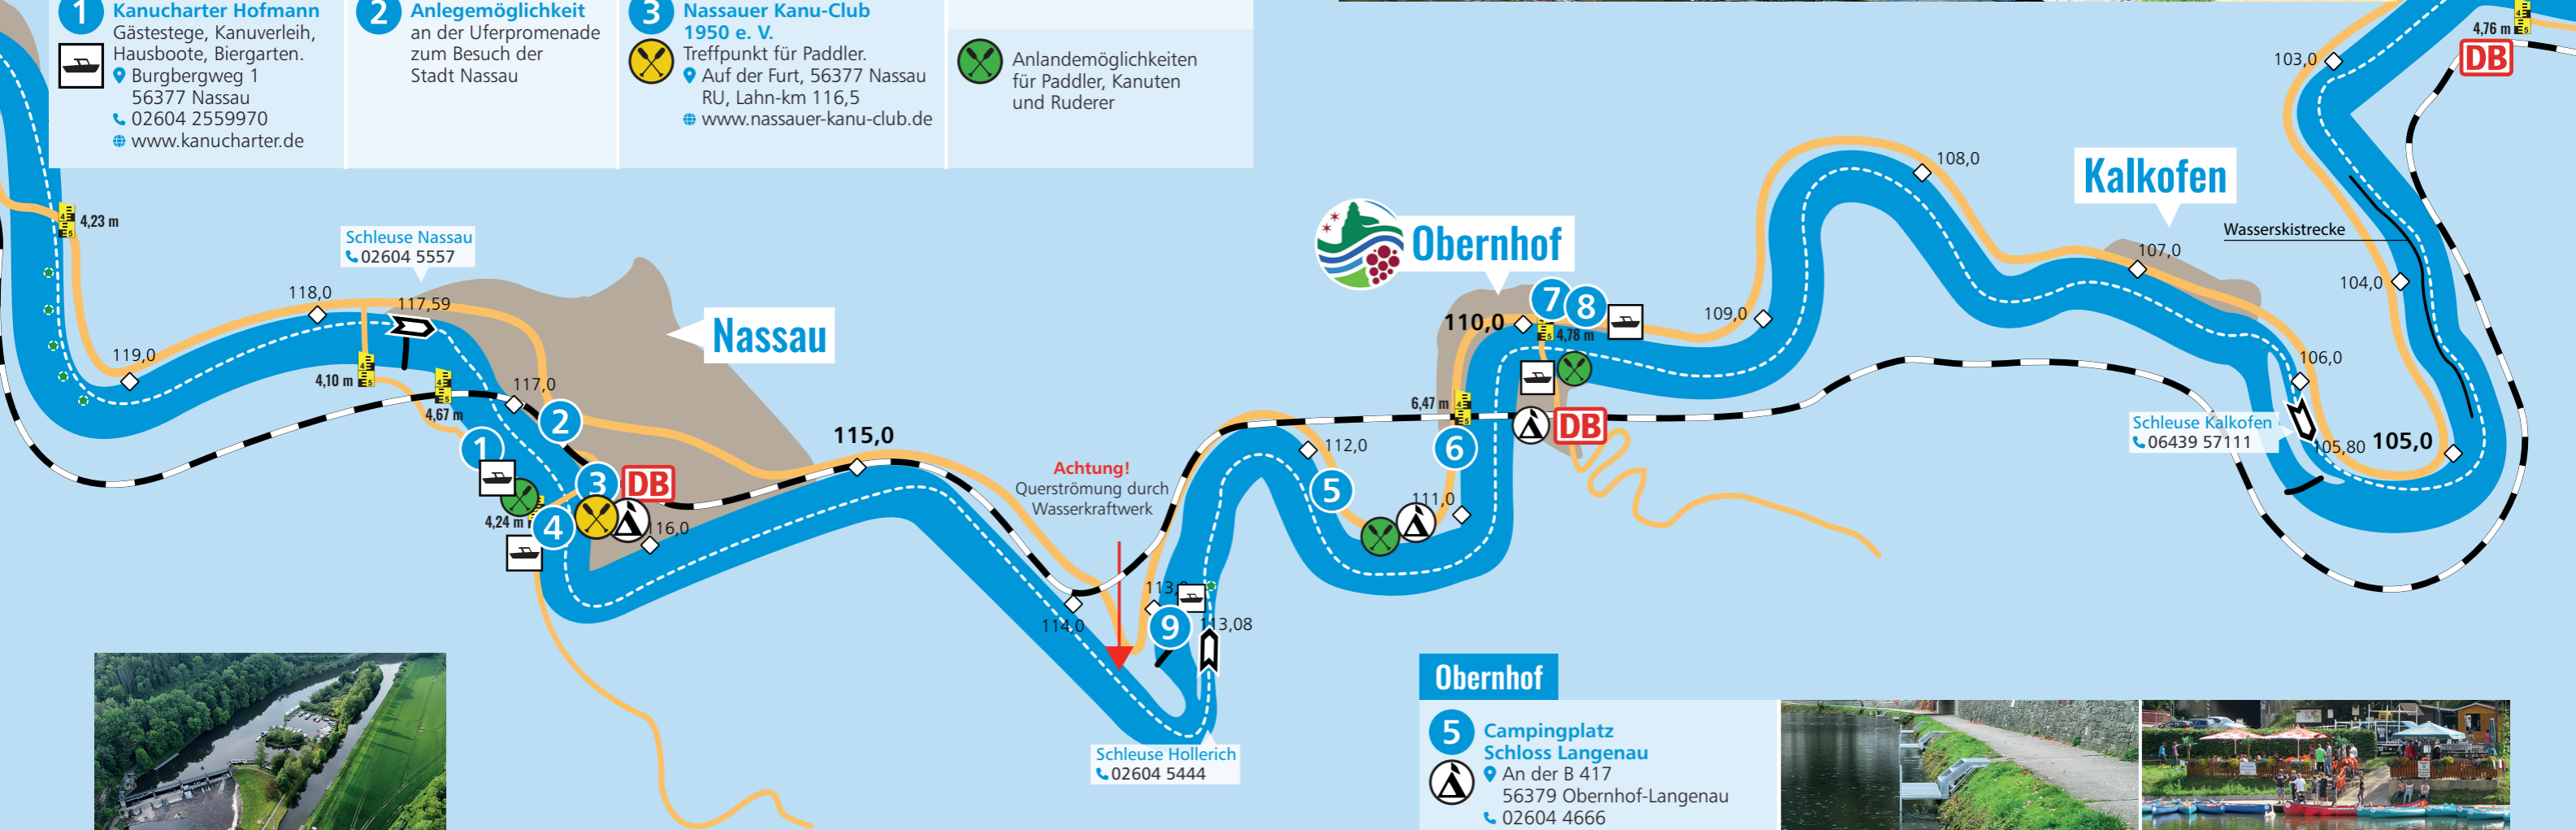 1
Kanucharter Hofmann
Gästestege, Kanuverleih,
Hausboote, Biergarten.
Burgbergweg 1
56377 Nassau
02604 2559970
www.kanucharter.de
2
Anlegemöglichkeit
an der Uferpromenade
zum Besuch der
Stadt Nassau
3
Nassauer Kanu-Club
1950 e. V.
Treffpunkt für Paddler.
Auf der Furt, 56377 Nassau
RU, Lahn-km 116,5
www.nassauer-kanu-club.de
Anlandemöglichkeiten
für Paddler, Kanuten
und Ruderer
4,23 m
Schleuse Nassau
02604 5557
119,0
118,0
117,59
4,10 m
4,67 m
117,0
Nassau
1
2
3
DB
4,24 m
4
116,0
115,0
Achtung!
Querströmung durch
Wasserkraftwerk
114,0
113,
9
113,08
Schleuse Hollerich
02604 5444
112,0
5
111,0
6
6,47 m
Obernhof
110,0
7
8
4,78 m
DB
109,0
108,0
Kalkofen
107,0
106,0
Schleuse Kalkofen
06439 57111
105,80
105,0
104,0
Wasserskistrecke
103,0
4,76 m
DB
Obernhof
5
Campingplatz
Schloss Langenau
An der B 417
56379 Obernhof-Langenau
02604 4666